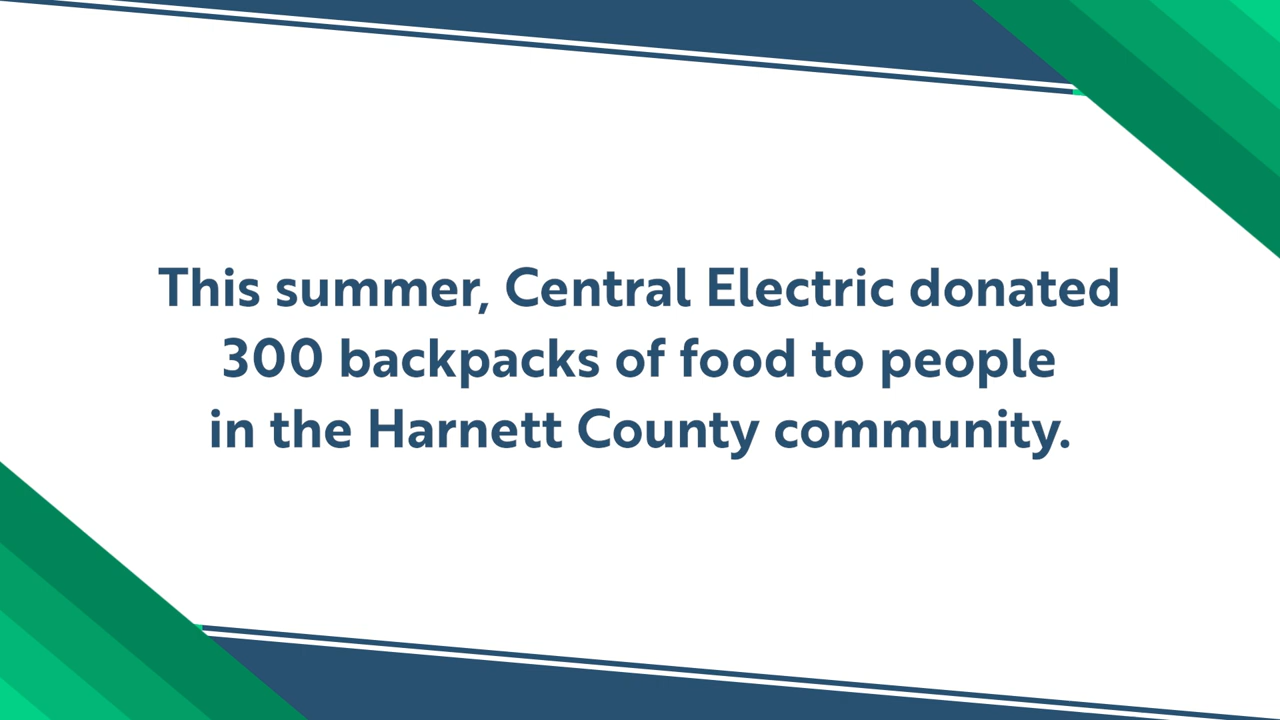 This summer, Central Electric donated
300 backpacks of food to people
in the Harnett County community.